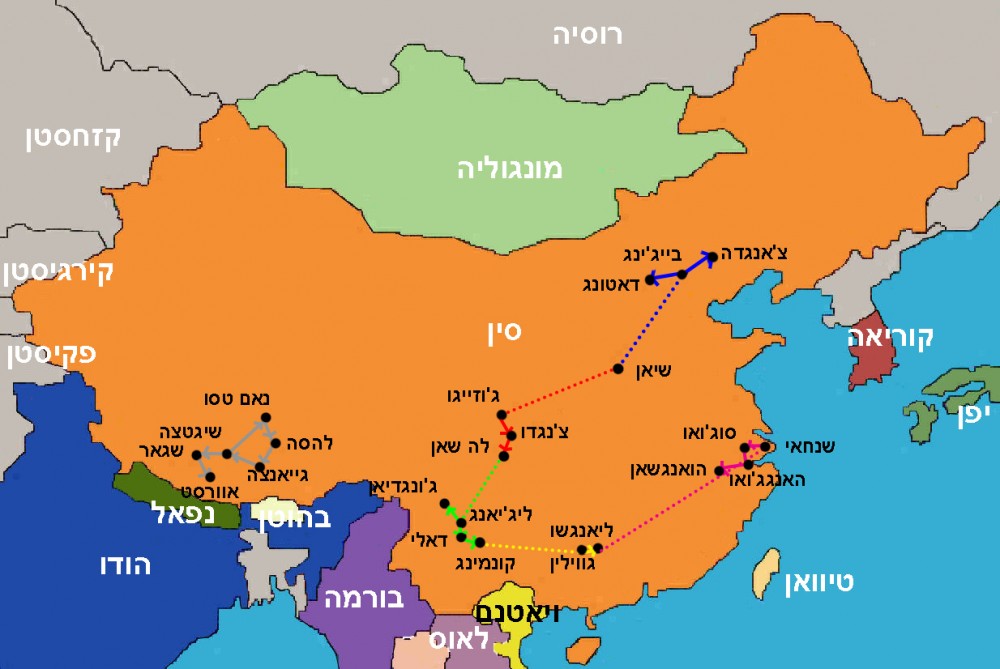 רוסיה
קזחסטן
מונגוליה
קירגיסטן
צ'אנגדה
בייג'ינג
דאטונג
סין
קוריאה
פקיסטן
שיאן
יפן
נאם טסו
ג'וזייגו
שיגטצה
להסה
צ'נגדו
סוג'ואו
שנחאי
שגאר
לה שאן
גייאנצה
הואנגשאן
האנגג'ואו
אוורסט
ג'ונגדיאן
נפאל
בהוטן
ליג'יאנג
ליאנגשו
דאלי
קונמינג
גווילין
הודו
טיוואן
בורמה
ויאטנם
לאוס